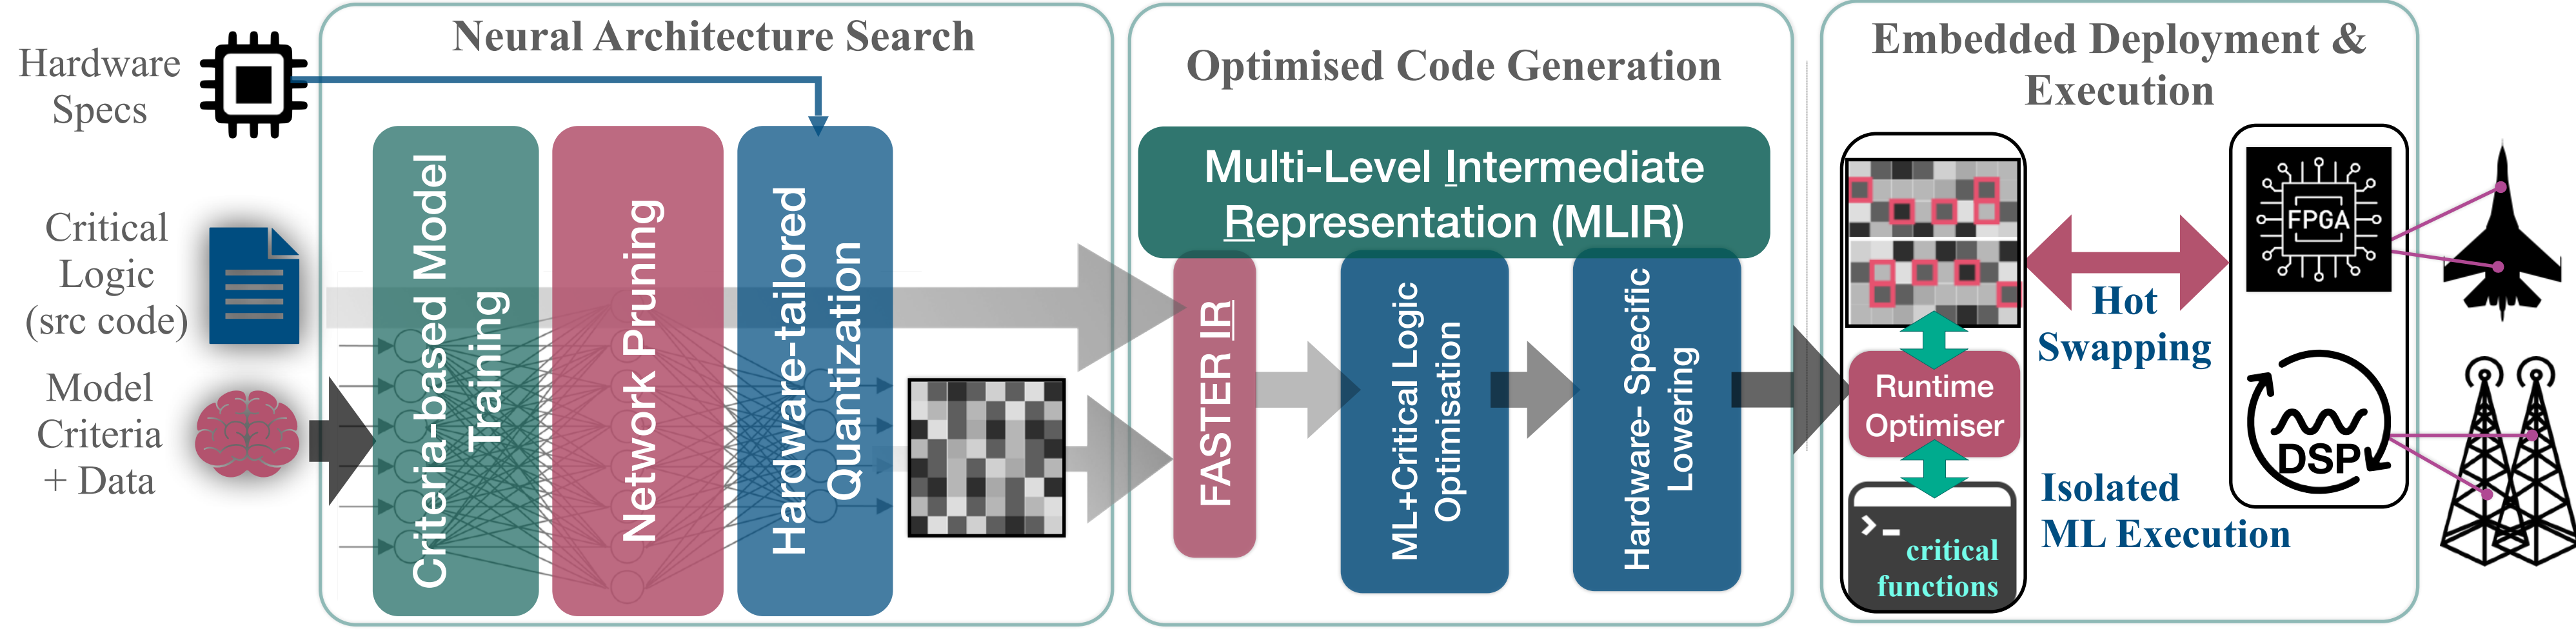 Neural Architecture Search
Hardware
Specs
Critical
Logic
(src code)
Model
Criteria
+ Data
Criteria-based Model
Training
Network Pruning
Hardware-tailored
Quantization
Optimised Code Generation
Multi-Level Intermediate
Representation (MLIR)
FASTER IR
ML+Critical Logic
Optimisation
Hardware- Specific
Lowering
Embedded Deployment &
Execution
Runtime
Optimiser
>_
critical
functions
Hot
Swapping
Isolated
ML Execution
FPGA
DSP